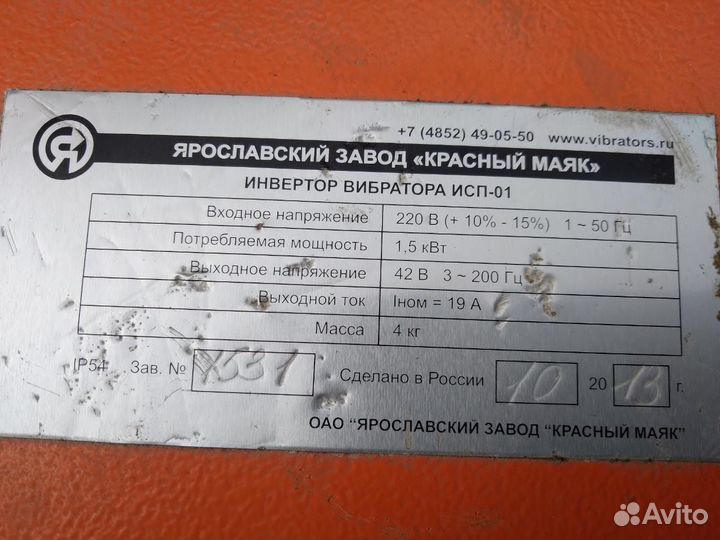 +7 (4852) 49-05-50 www.vibrators.ru
ЯРОСЛАВСКИЙ ЗАВОД «КРАСНЫЙ МАЯК»
ИНВЕРТОР ВИБРАТОРА ИСП-01
Входное напряжение 220 В (+ 10% - 15%) 1 ~ 50 Гц
Потребляемая мощность 1,5 кВт
Выходное напряжение 42 В 3 ~ 200 Гц
Выходной ток Iном = 19 А
Масса 4 кг
IP54 Зав. № Сделано в России 10 20 13 г.
ОАО "ЯРОСЛАВСКИЙ ЗАВОД "КРАСНЫЙ МАЯК"
Avito